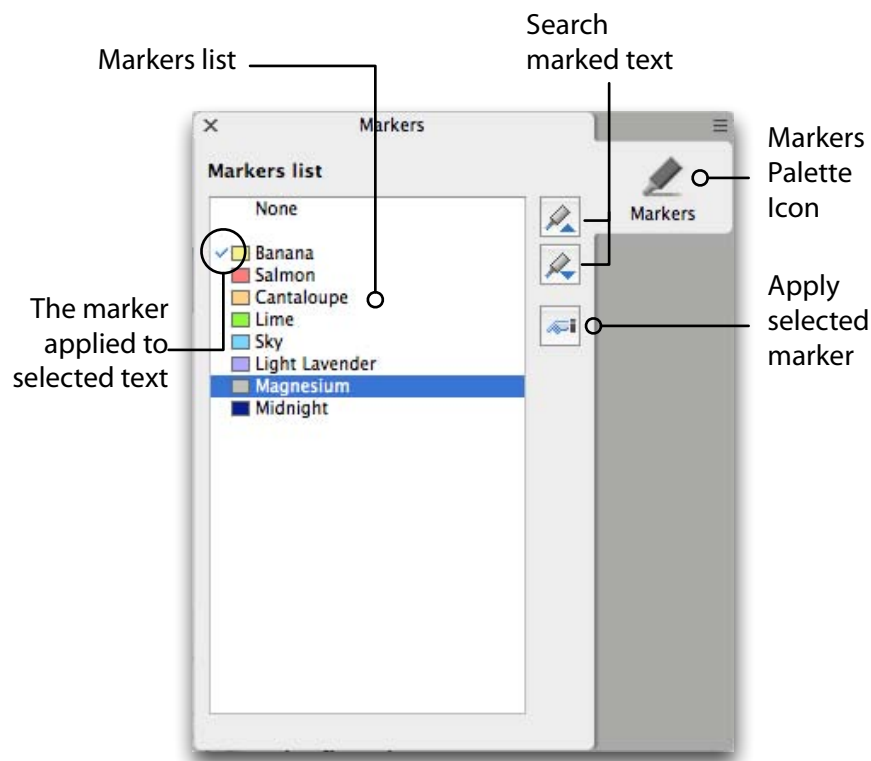 Search
marked text
Markers list
Markers
Markers
Palette
Icon
Markers list
None
Markers
Banana
Salmon
Cantaloupe
Lime
Sky
Light Lavender
Magnesium
Midnight
The marker
applied to
selected text
Apply
selected
marker